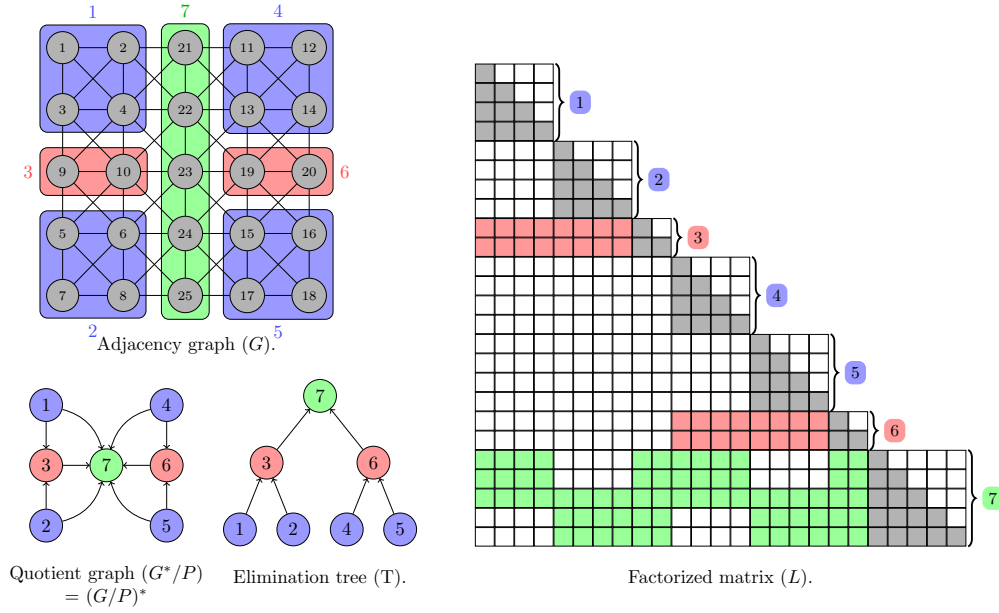 1 4
7
1 2 21 11 12
3 4 22 13 14
3 9 10 23 19 20 6
5 6 24 15 16
7 8 25 17 18
2 5
Adjacency graph (G).
1 4
3 7 6
2 5
Quotient graph (G*/P)
= (G/P)*
7
3 6
1 2 4 5
Elimination tree (T).
1
2
3
4
5
6
7
Factorized matrix (L).